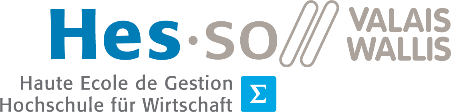 Hes·so VALAIS
WALLIS
Haute Ecole de Gestion
Hochschule für Wirtschaft Σ